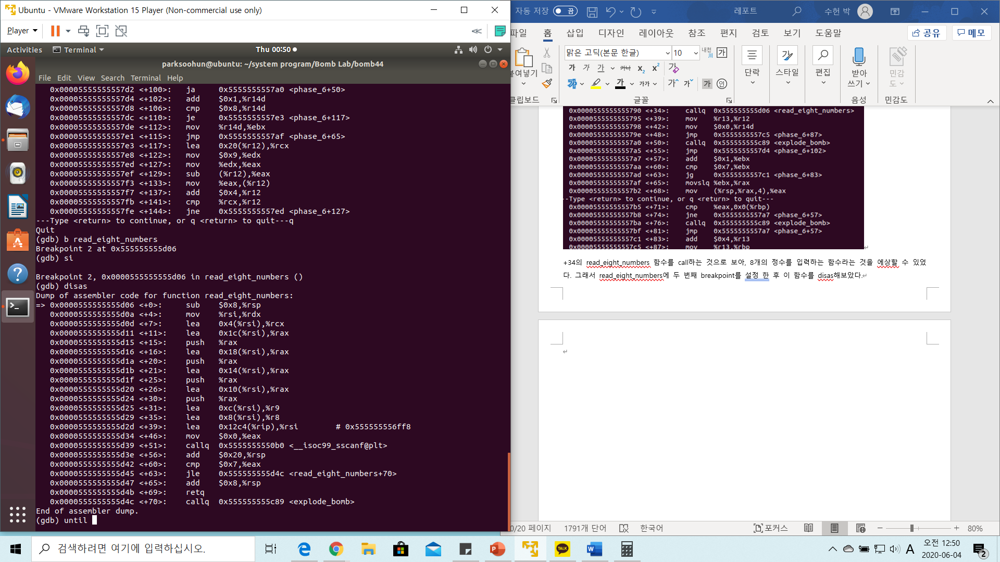 Ubuntu - VMware Workstation 15 Player (Non-commercial use only)
Player
Activities
Terminal
Thu 00:50
parksoohun@ubuntu: ~/system program/Bomb Lab/bomb44
File Edit View Search Terminal Help
0x00005555555557d2 <+100>: ja 0x5555555557a0 <phase_6+50>
0x00005555555557d4 <+102>: add $0x1,%r14d
0x00005555555557d8 <+106>: cmp $0x8,%r14d
0x00005555555557dc <+110>: je 0x5555555557e3 <phase_6+117>
0x00005555555557de <+112>: mov %r14d,%ebx
0x00005555555557e1 <+115>: jmp 0x5555555557af <phase_6+65>
0x00005555555557e3 <+117>: lea 0x20(%r12),%rcx
0x00005555555557e8 <+122>: mov $0x9,%edx
0x00005555555557ed <+127>: mov %edx,%eax
0x00005555555557ef <+129>: sub (%r12),%eax
0x00005555555557f3 <+133>: mov %eax,(%r12)
0x00005555555557f7 <+137>: add $0x4,%r12
0x00005555555557fb <+141>: cmp %rcx,%r12
0x00005555555557fe <+144>: jne 0x5555555557ed <phase_6+127>
---Type <return> to continue, or q <return> to quit---q
Quit
(gdb) b read_eight_numbers
Breakpoint 2 at 0x555555555d06
(gdb) si
Breakpoint 2, 0x0000555555555d06 in read_eight_numbers ()
(gdb) disas
Dump of assembler code for function read_eight_numbers:
=> 0x0000555555555d06 <+0>: sub $0x8,%rsp
0x0000555555555d0a <+4>: mov %rsi,%rdx
0x0000555555555d0d <+7>: lea 0x4(%rsi),%rcx
0x0000555555555d11 <+11>: lea 0x1c(%rsi),%rax
0x0000555555555d15 <+15>: push %rax
0x0000555555555d16 <+16>: lea 0x18(%rsi),%rax
0x0000555555555d1a <+20>: push %rax
0x0000555555555d1b <+21>: lea 0x14(%rsi),%rax
0x0000555555555d1f <+25>: push %rax
0x0000555555555d20 <+26>: lea 0x10(%rsi),%rax
0x0000555555555d24 <+30>: push %rax
0x0000555555555d25 <+31>: lea 0xc(%rsi),%r9
0x0000555555555d29 <+35>: lea 0x8(%rsi),%r8
0x0000555555555d2d <+39>: lea 0x12c4(%rip),%rsi # 0x555555556ff8
0x0000555555555d34 <+46>: mov $0x0,%eax
0x0000555555555d39 <+51>: callq 0x5555555550b0 <__isoc99_sscanf@plt>
0x0000555555555d3e <+56>: add $0x20,%rsp
0x0000555555555d42 <+60>: cmp $0x7,%eax
0x0000555555555d45 <+63>: jle 0x555555555d4c <read_eight_numbers+70>
0x0000555555555d47 <+65>: add $0x8,%rsp
0x0000555555555d4b <+69>: retq
0x0000555555555d4c <+70>: callq 0x555555555c89 <explode_bomb>
End of assembler dump.
(gdb) until
자동 저장 끔
레포트
수헌 박
파일 홈 삽입 디자인 레이아웃 참조 편지 검토 보기 도움말
공유 메모
붙여넣기
클립보드
맑은 고딕(본문 한글) 10
내천 가
가 가 가 가나 X₂ X² 가
가 가 가 가가 가 가 가
글꼴
단락
스타일
편집
받아
쓰기
음성
민감
도
민감도
0x0000555555555790 <+34>: callq 0x555555555d06 <read_eight_numbers>
0x0000555555555795 <+39>: mov %r13,%r12
0x0000555555555798 <+42>: mov $0x0,%r14d
0x000055555555579e <+48>: jmp 0x5555555557c5 <phase_6+87>
0x00005555555557a0 <+50>: callq 0x555555555c89 <explode_bomb>
0x00005555555557a5 <+55>: jmp 0x5555555557d4 <phase_6+102>
0x00005555555557a7 <+57>: add $0x1,%ebx
0x00005555555557aa <+60>: cmp $0x7,%ebx
0x00005555555557ad <+63>: jg 0x5555555557c1 <phase_6+83>
0x00005555555557af <+65>: movslq %ebx,%rax
0x00005555555557b2 <+68>: mov (%rsp,%rax,4),%eax
--Type <return> to continue, or q <return> to quit---
0x00005555555557b5 <+71>: cmp %eax,0x0(%rbp)
0x00005555555557b8 <+74>: jne 0x5555555557a7 <phase_6+57>
0x00005555555557ba <+76>: callq 0x555555555c89 <explode_bomb>
0x00005555555557bf <+81>: jmp 0x5555555557a7 <phase_6+57>
0x00005555555557c1 <+83>: add $0x4,%r13
0x00005555555557c5 <+87>: mov %r13,%rbp
+34의 read_eight_numbers 함수를 call하는 것으로 보아, 8개의 정수를 입력하는 함수라는 것을 에상할 수 있었
다. 그래서 read_eight_numbers에 두 번째 breakpoint를 설정 한 후 이 함수를 disas해보았다.
0/20 페이지 1791개 단어 한국어 포커스 80%
검색하려면 여기에 입력하십시오.
TALK
A
오전 12:50
2020-06-04
2